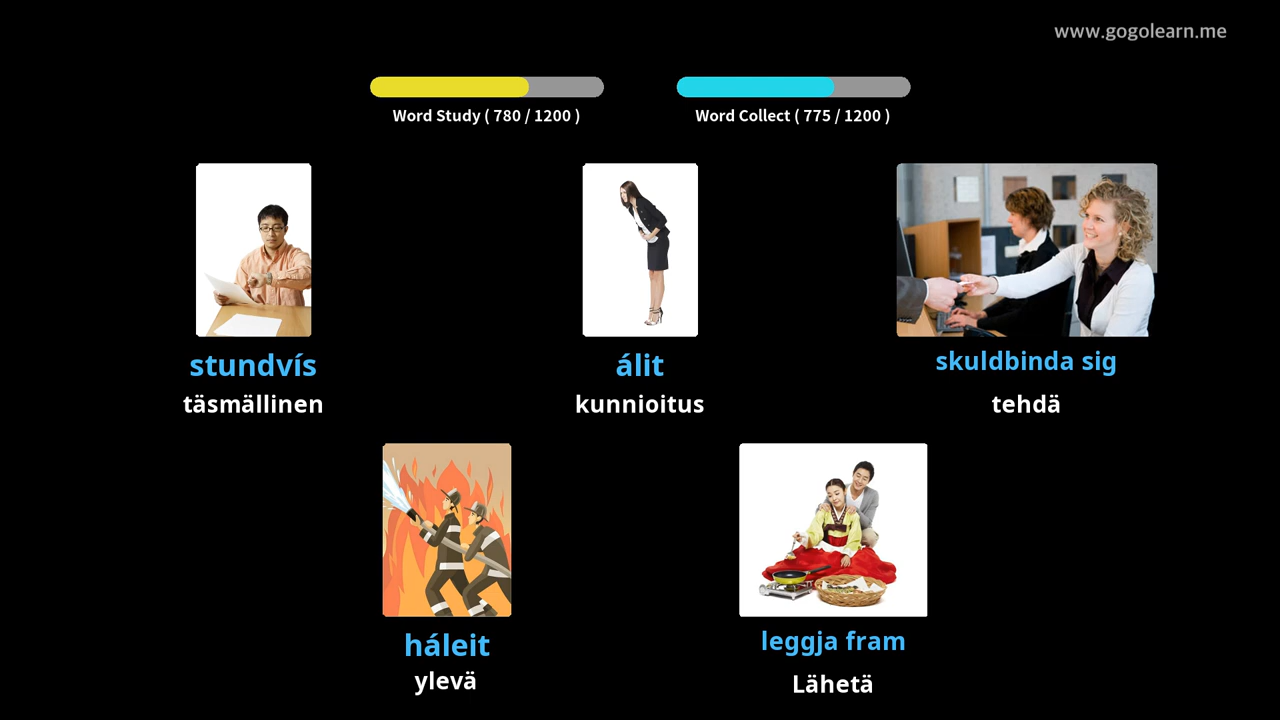 www.gogolearn.me
Word Study ( 780 / 1200 )
Word Collect ( 775 / 1200 )
stundvís
täsmällinen
álit
kunnioitus
skuldbinda sig
tehdä
háleit
ylevä
leggja fram
Lähetä